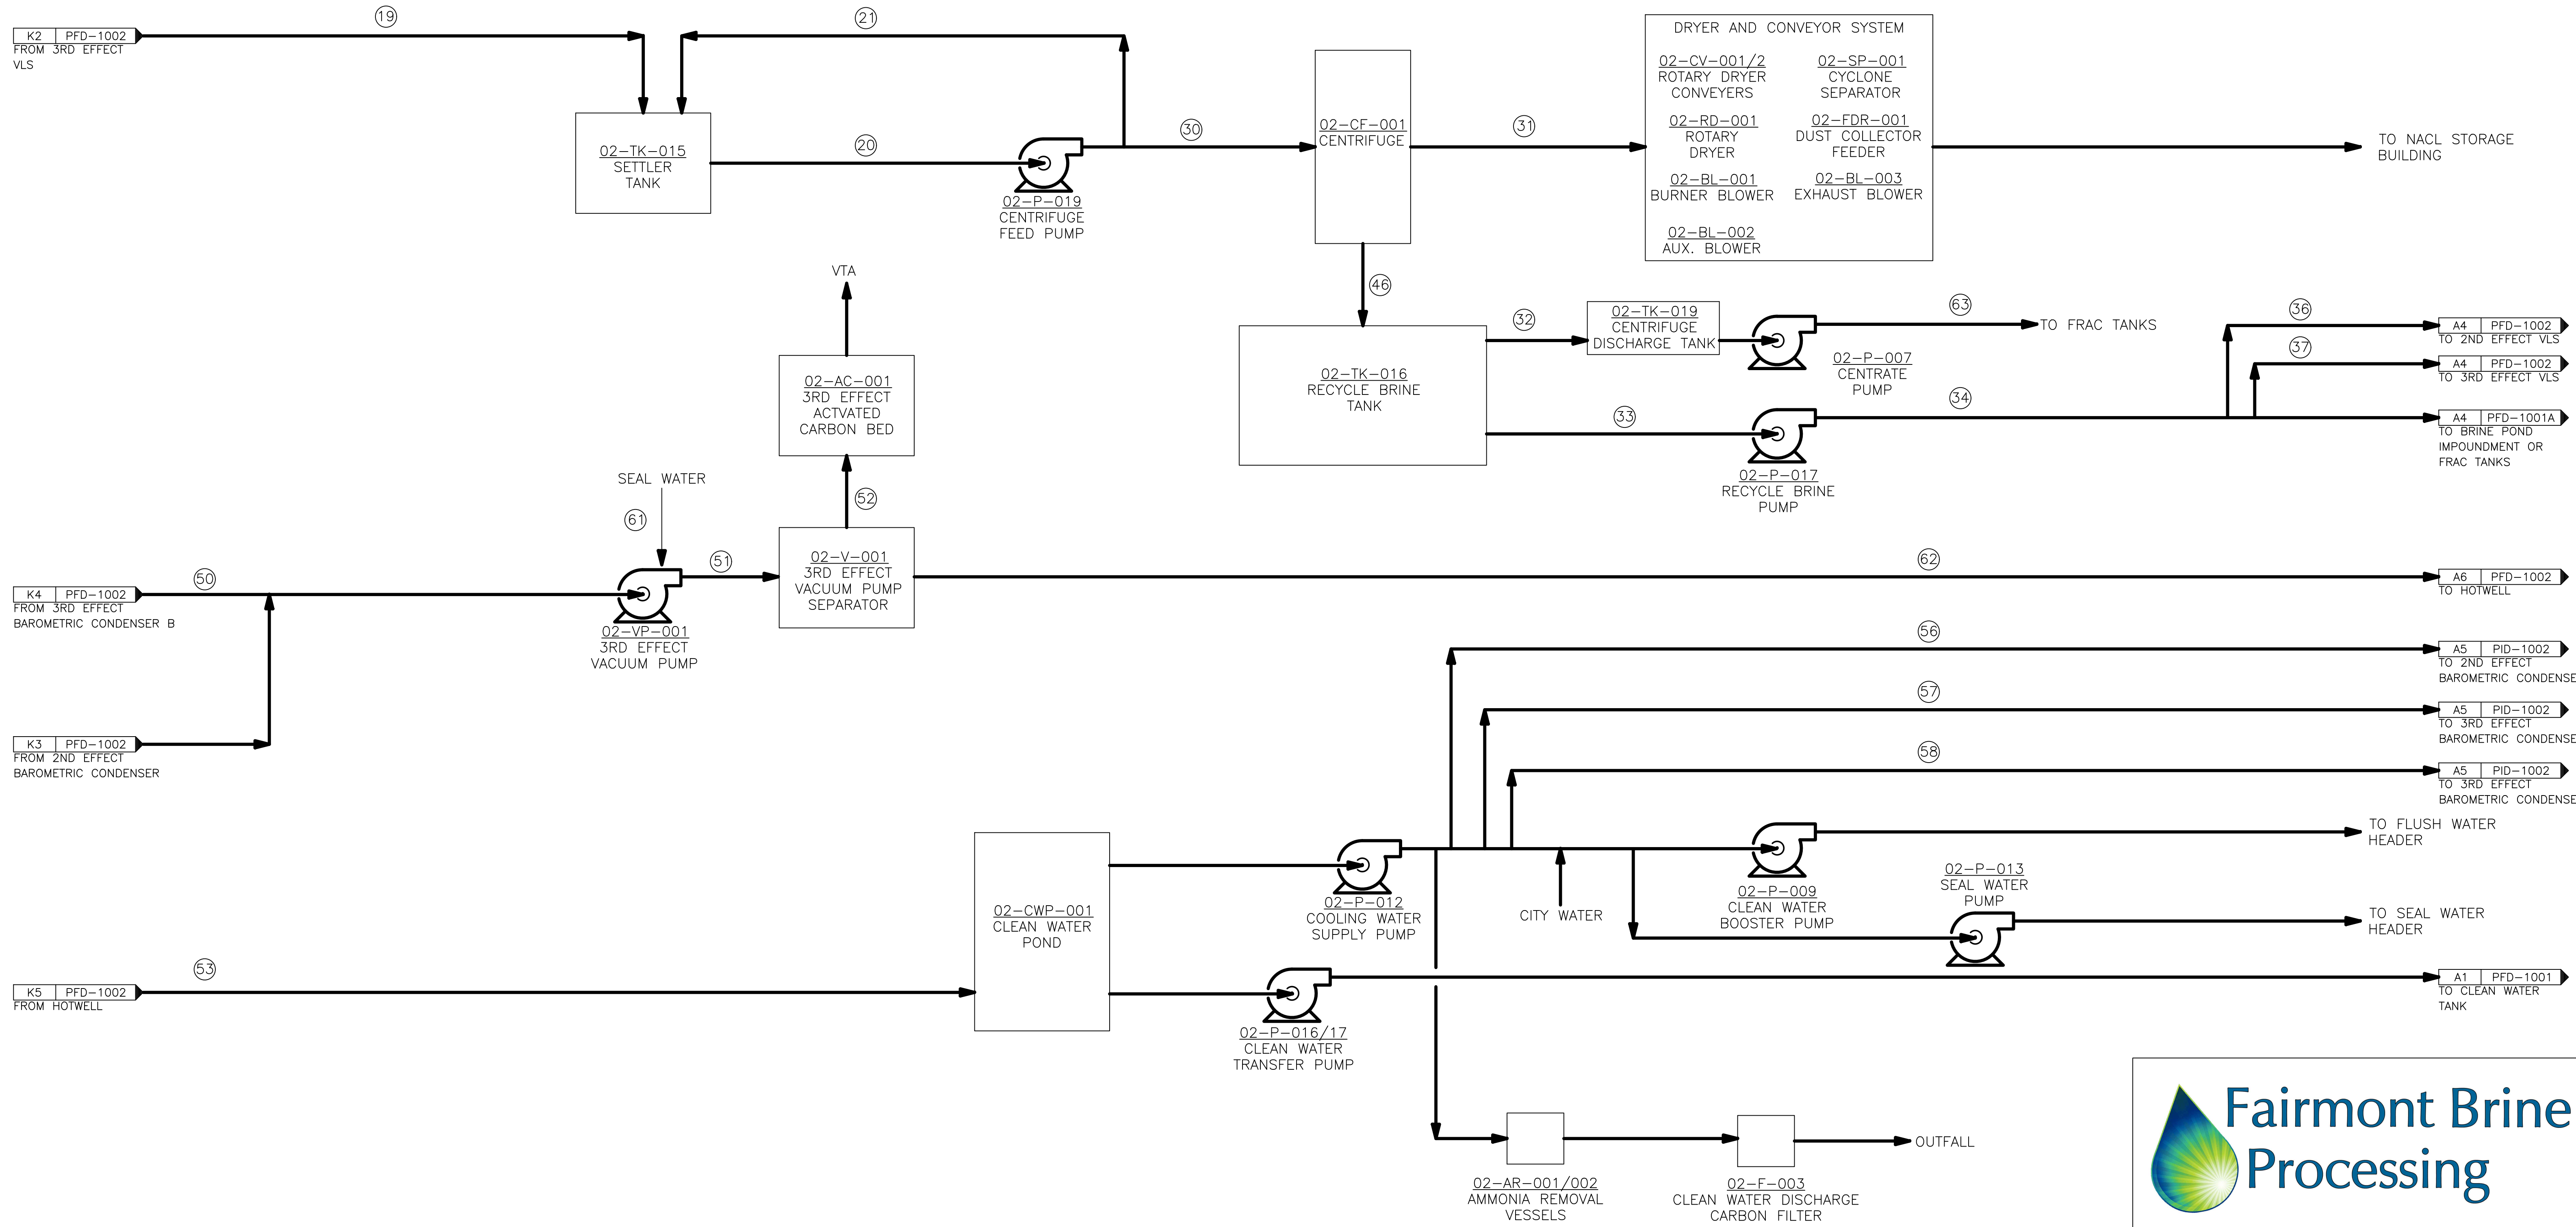 19
K2 PFD-1002
FROM 3RD EFFECT
VLS
21
02-TK-015
SETTLER
TANK
20
02-P-019
CENTRIFUGE
FEED PUMP
30
02-CF-001
CENTRIFUGE
31
DRYER AND CONVEYOR SYSTEM
02-CV-001/2
ROTARY DRYER
CONVEYERS
02-SP-001
CYCLONE
SEPARATOR
02-RD-001
ROTARY
DRYER
02-FDR-001
DUST COLLECTOR
FEEDER
02-BL-001
BURNER BLOWER
02-BL-003
EXHAUST BLOWER
02-BL-002
AUX. BLOWER
TO NACL STORAGE
BUILDING
46
02-TK-016
RECYCLE BRINE
TANK
32
02-TK-019
CENTRIFUGE
DISCHARGE TANK
02-P-007
CENTRATE
PUMP
63
TO FRAC TANKS
33
02-P-017
RECYCLE BRINE
PUMP
34
36
A4 PFD-1002
TO 2ND EFFECT VLS
37
A4 PFD-1002
TO 3RD EFFECT VLS
A4 PFD-1001A
TO BRINE POND
IMPOUNDMENT OR
FRAC TANKS
VTA
02-AC-001
3RD EFFECT
ACTVATED
CARBON BED
52
SEAL WATER
61
K4 PFD-1002
FROM 3RD EFFECT
BAROMETRIC CONDENSER B
50
02-VP-001
3RD EFFECT
VACUUM PUMP
51
02-V-001
3RD EFFECT
VACUUM PUMP
SEPARATOR
62
A6 PFD-1002
TO HOTWELL
K3 PFD-1002
FROM 2ND EFFECT
BAROMETRIC CONDENSER
56
A5 PID-1002
TO 2ND EFFECT
BAROMETRIC CONDENSE
57
A5 PID-1002
TO 3RD EFFECT
BAROMETRIC CONDENSE
58
A5 PID-1002
TO 3RD EFFECT
BAROMETRIC CONDENSE
K5 PFD-1002
FROM HOTWELL
53
02-CWP-001
CLEAN WATER
POND
02-P-012
COOLING WATER
SUPPLY PUMP
CITY WATER
02-P-009
CLEAN WATER
BOOSTER PUMP
TO FLUSH WATER
HEADER
02-P-013
SEAL WATER
PUMP
TO SEAL WATER
HEADER
02-P-016/17
CLEAN WATER
TRANSFER PUMP
A1 PFD-1001
TO CLEAN WATER
TANK
02-AR-001/002
AMMONIA REMOVAL
VESSELS
02-F-003
CLEAN WATER DISCHARGE
CARBON FILTER
OUTFALL
Fairmont Brine
Processing